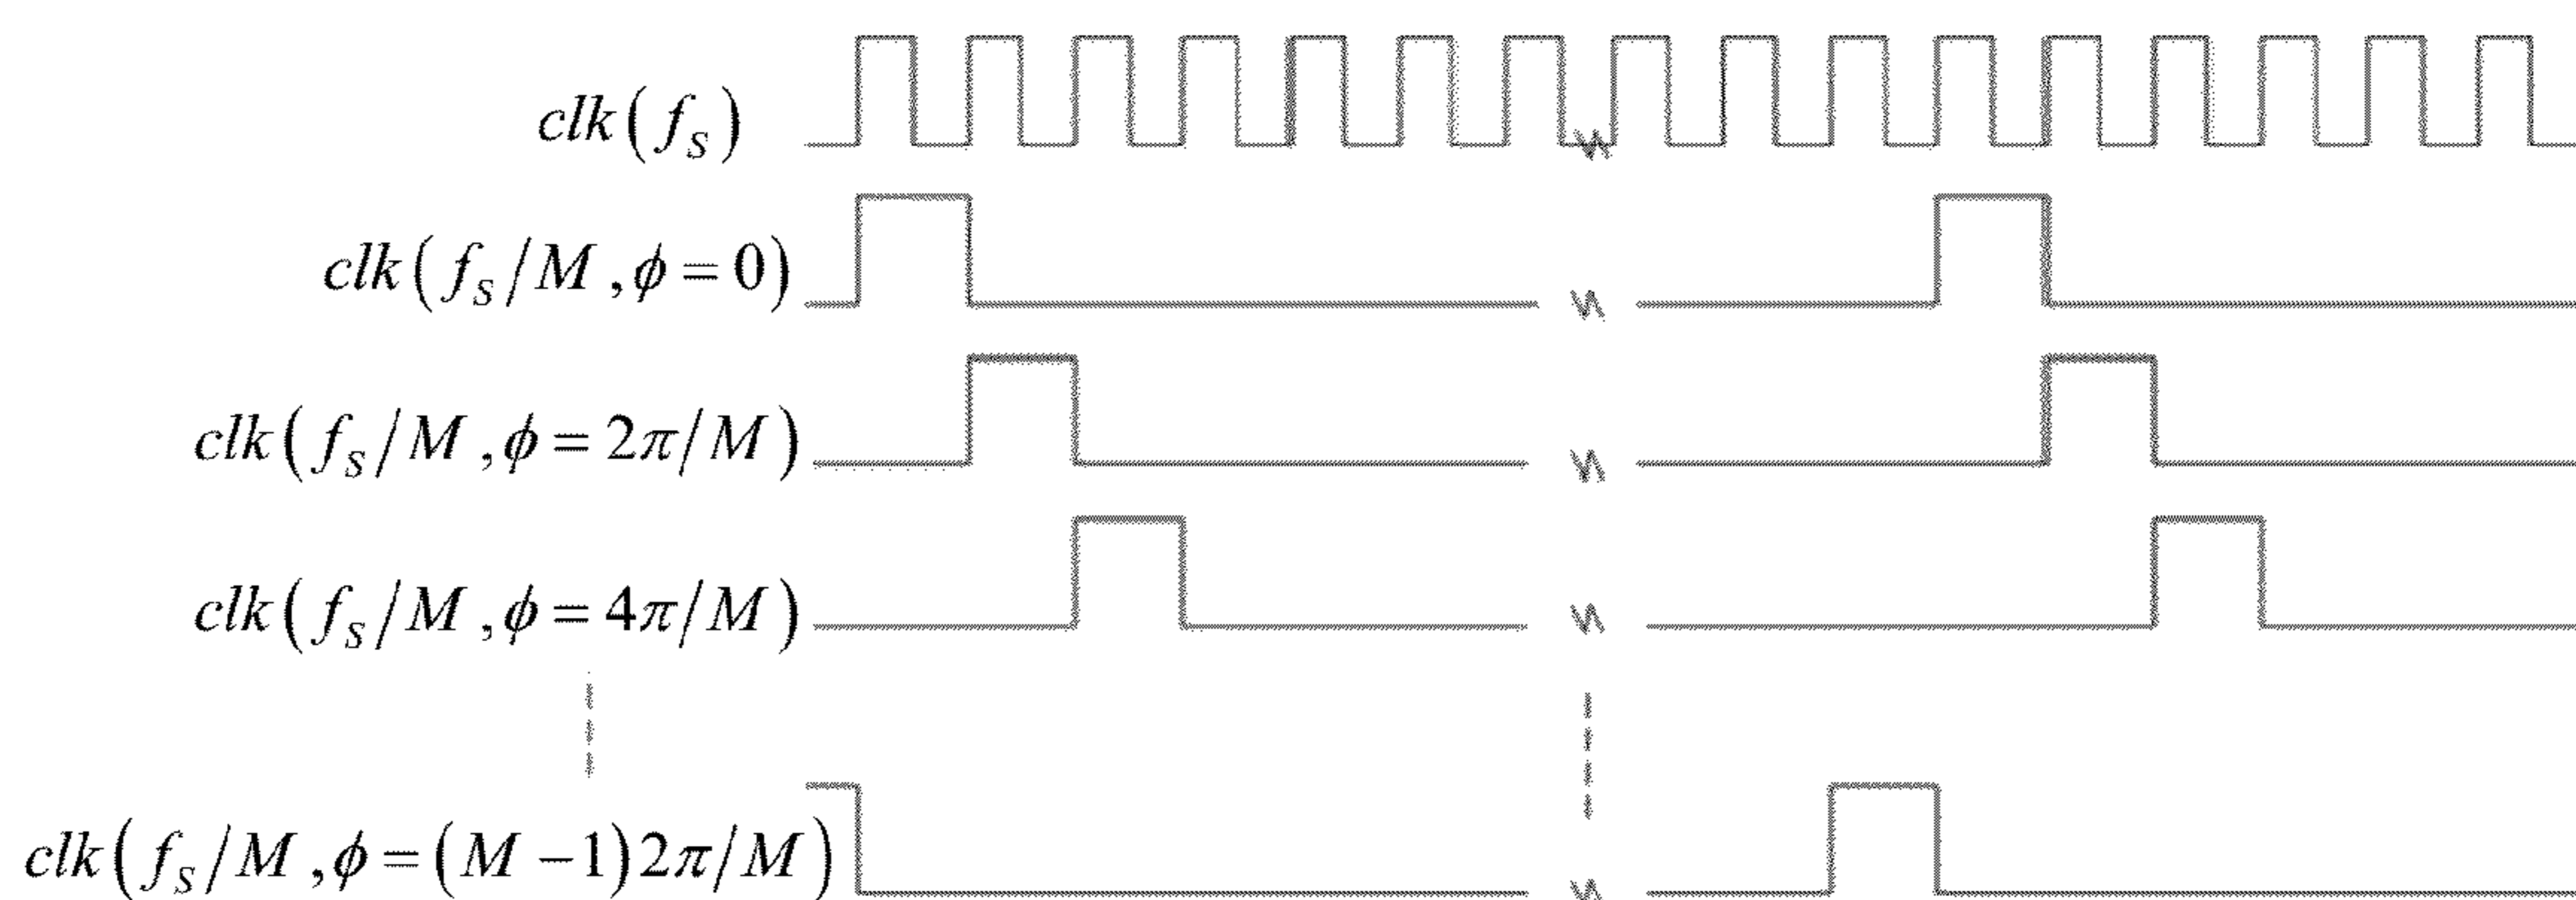 clk(f_s)
clk(f_s/M ,ϕ = 0)
clk(f_s/M ,ϕ = 2π/M)
clk(f_s/M ,ϕ = 4π/M)
clk(f_s/M ,ϕ = (M −1)2π/M)